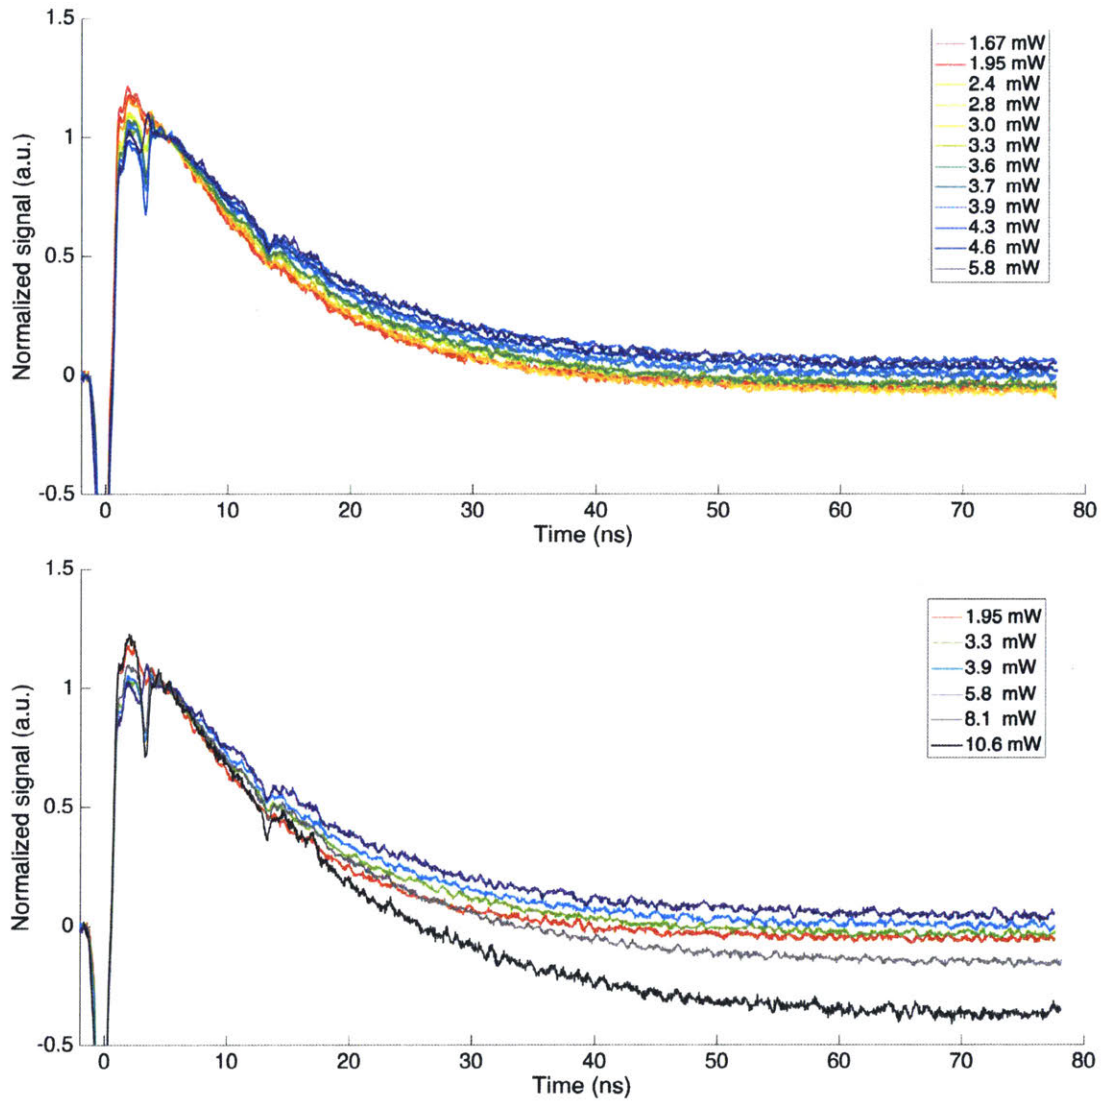 1.5
1
0.5
0
-0.5
Normalized signal (a.u.)
0 10 20 30 40 50 60 70 80
Time (ns)
1.67 mW
1.95 mW
2.4 mW
2.8 mW
3.0 mW
3.3 mW
3.6 mW
3.7 mW
3.9 mW
4.3 mW
4.6 mW
5.8 mW
1.5
1
0.5
0
-0.5
Normalized signal (a.u.)
0 10 20 30 40 50 60 70 80
Time (ns)
1.95 mW
3.3 mW
3.9 mW
5.8 mW
8.1 mW
10.6 mW